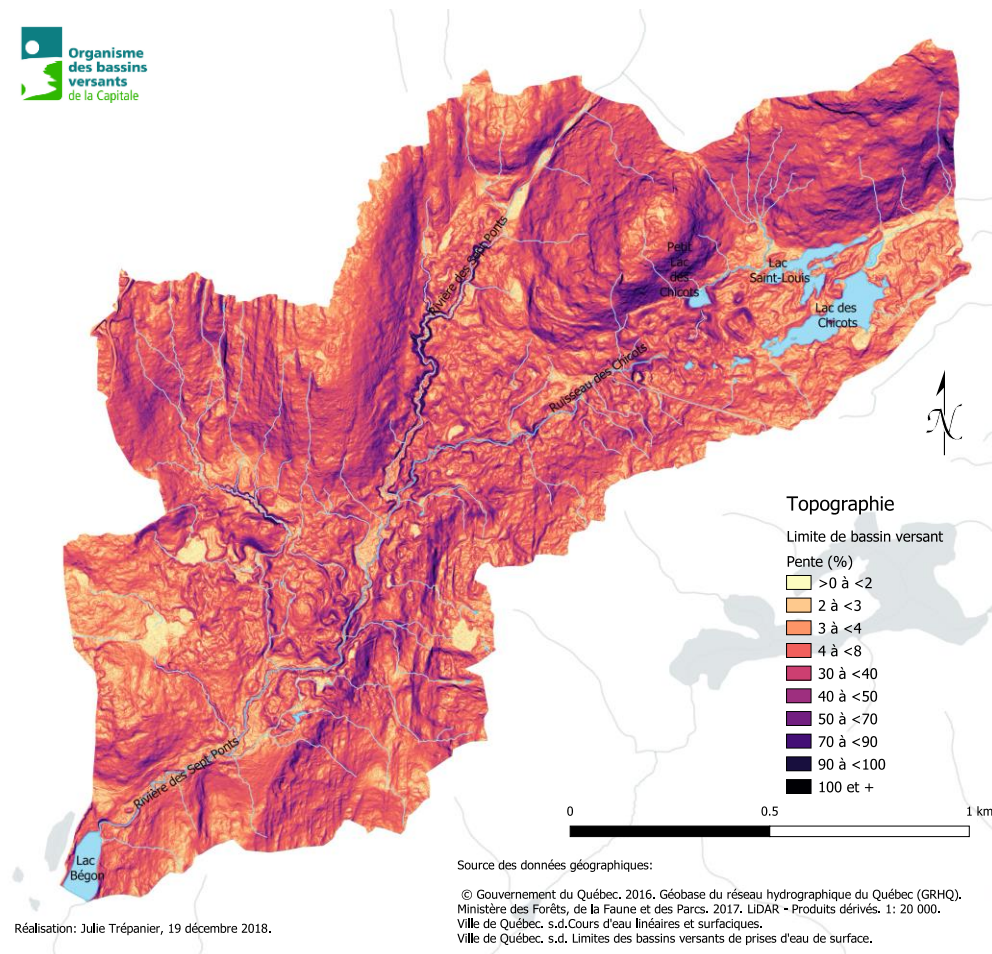 Organisme
des bassins
versants
de la Capitale
Rivière des Sept Ponts
Petit
Lac
des
Chicots
Lac
Saint-Louis
Lac des
Chicots
Ruisseau des Chicots
N
Topographie
Limite de bassin versant
Pente (%)
>0 à <2
2 à <3
3 à <4
4 à <8
30 à <40
40 à <50
50 à <70
70 à <90
90 à <100
100 et +
Rivière des Sept Ponts
0 0.5 1 km
Lac
Bégon
Source des données géographiques:
© Gouvernement du Québec. 2016. Géobase du réseau hydrographique du Québec (GRHQ).
Ministère des Forêts, de la Faune et des Parcs. 2017. LiDAR - Produits dérivés. 1: 20 000.
Ville de Québec. s.d.Cours d'eau linéaires et surfaciques.
Ville de Québec. s.d. Limites des bassins versants de prises d'eau de surface.
Réalisation: Julie Trépanier, 19 décembre 2018.